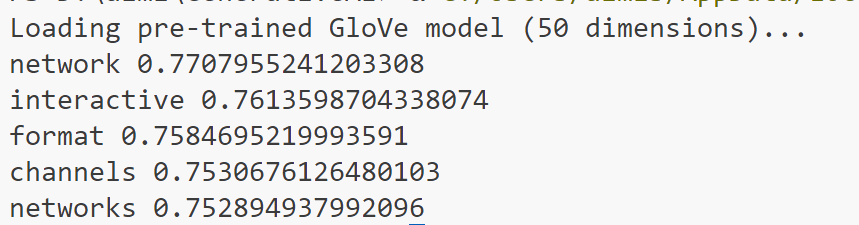 Loading pre-trained GloVe model (50 dimensions)...
network 0.7707955241203308
interactive 0.7613598704338074
format 0.7584695219993591
channels 0.7530676126480103
networks 0.752894937992096